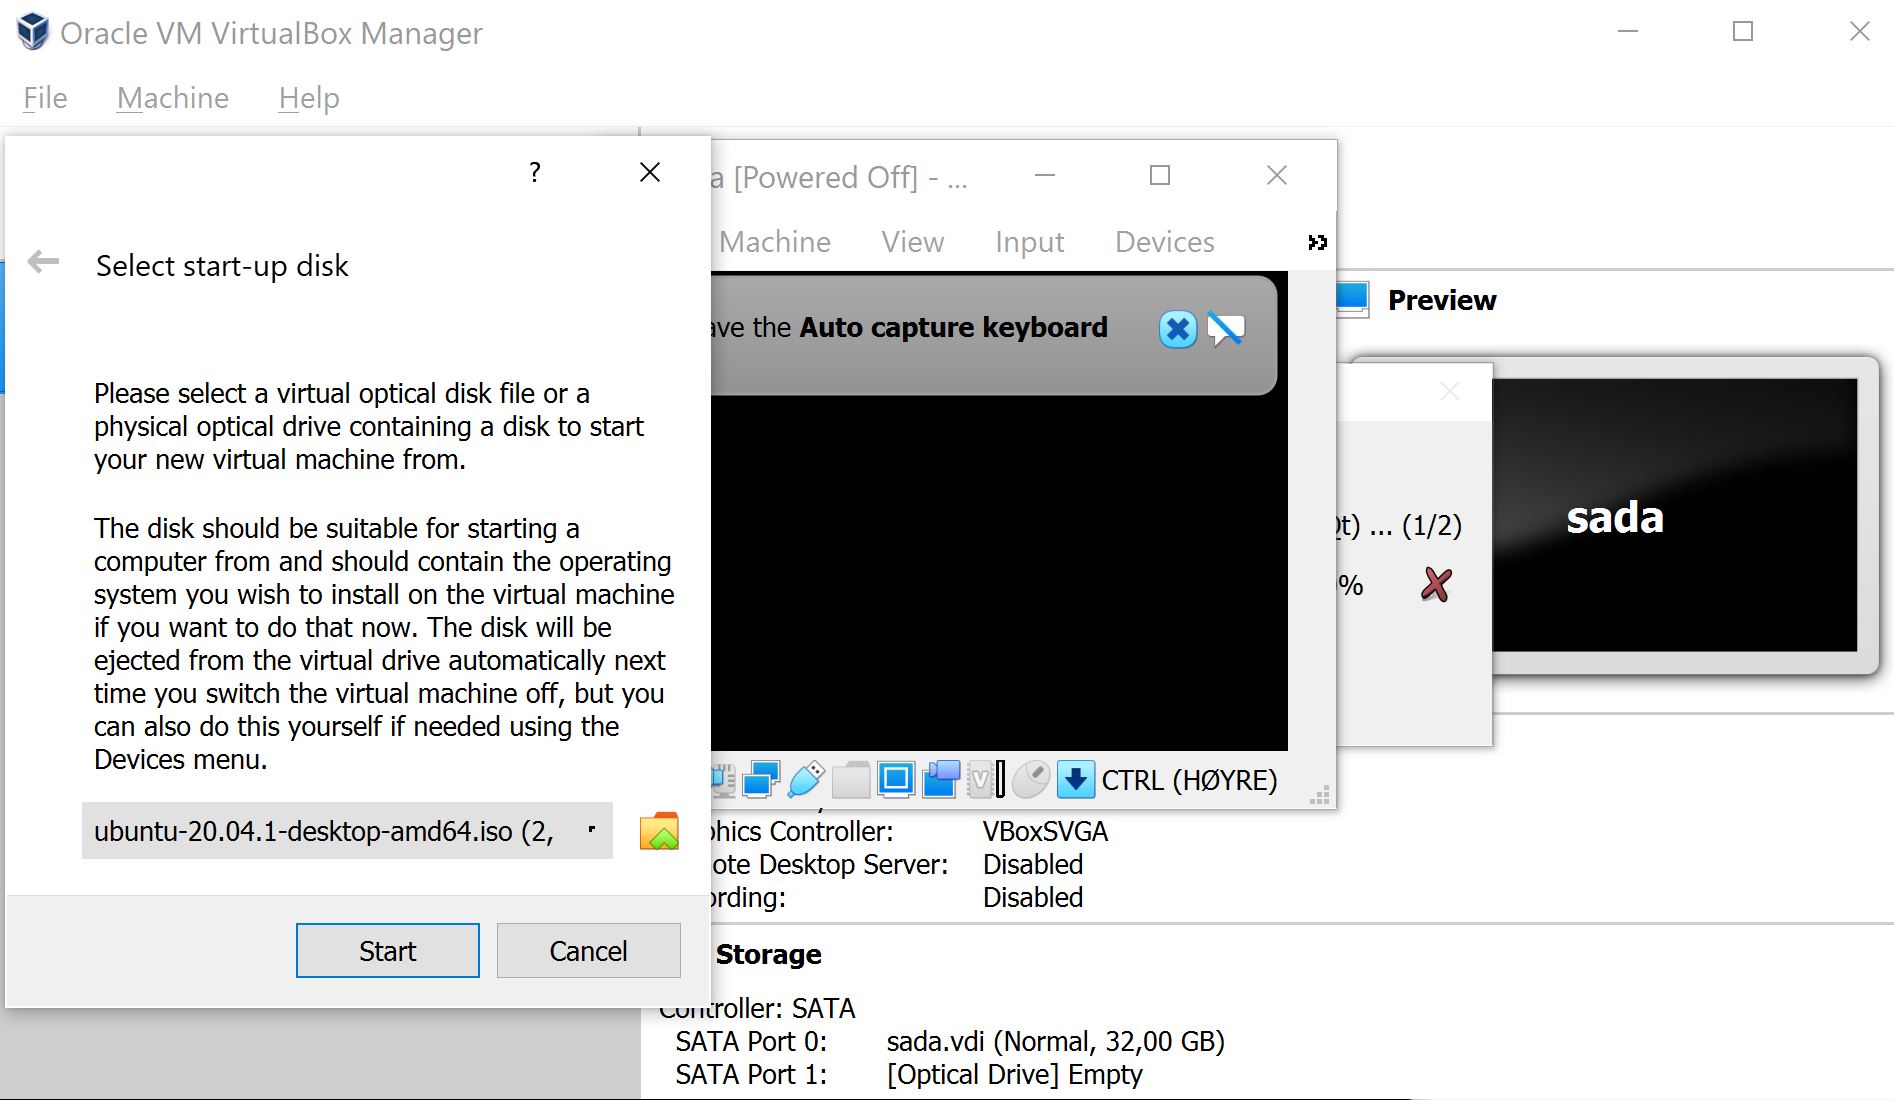 Oracle VM VirtualBox Manager
File Machine Help
?
Select start-up disk
Please select a virtual optical disk file or a
physical optical drive containing a disk to start
your new virtual machine from.
The disk should be suitable for starting a
computer from and should contain the operating
system you wish to install on the virtual machine
if you want to do that now. The disk will be
ejected from the virtual drive automatically next
time you switch the virtual machine off, but you
can also do this yourself if needed using the
Devices menu.
ubuntu-20.04.1-desktop-amd64.iso (2,
Start Cancel
a [Powered Off] - ...
Machine View Input Devices
ave the Auto capture keyboard
CTRL (HØYRE)
Preview
sada
t) ... (1/2)
%
phics Controller: VBoxSVGA
ote Desktop Server: Disabled
ording: Disabled
Storage
Controller: SATA
SATA Port 0: sada.vdi (Normal, 32,00 GB)
SATA Port 1: [Optical Drive] Empty